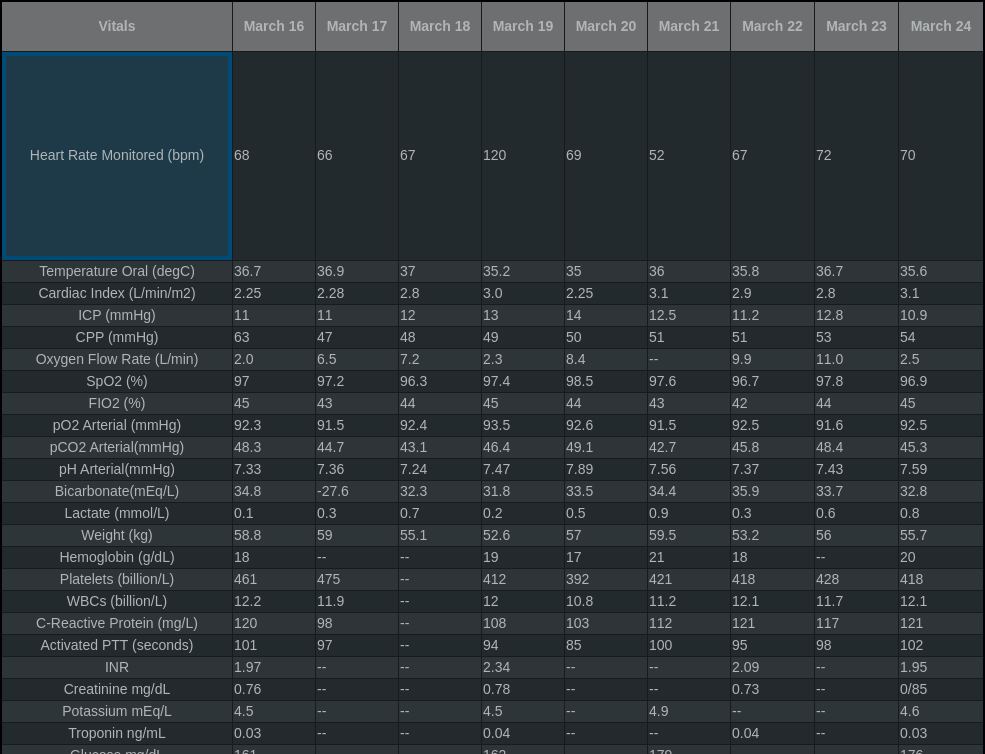 Vitals March 16 March 17 March 18 March 19 March 20 March 21 March 22 March 23 March 24
Heart Rate Monitored (bpm) 68 66 67 120 69 52 67 72 70
Temperature Oral (degC) 36.7 36.9 37 35.2 35 36 35.8 36.7 35.6
Cardiac Index (L/min/m2) 2.25 2.28 2.8 3.0 2.25 3.1 2.9 2.8 3.1
ICP (mmHg) 11 11 12 13 14 12.5 11.2 12.8 10.9
CPP (mmHg) 63 47 48 49 50 51 51 53 54
Oxygen Flow Rate (L/min) 2.0 6.5 7.2 2.3 8.4 -- 9.9 11.0 2.5
SpO2 (%) 97 97.2 96.3 97.4 98.5 97.6 96.7 97.8 96.9
FIO2 (%) 45 43 44 45 44 43 42 44 45
pO2 Arterial (mmHg) 92.3 91.5 92.4 93.5 92.6 91.5 92.5 91.6 92.5
pCO2 Arterial(mmHg) 48.3 44.7 43.1 46.4 49.1 42.7 45.8 48.4 45.3
pH Arterial(mmHg) 7.33 7.36 7.24 7.47 7.89 7.56 7.37 7.43 7.59
Bicarbonate(mEq/L) 34.8 -27.6 32.3 31.8 33.5 34.4 35.9 33.7 32.8
Lactate (mmol/L) 0.1 0.3 0.7 0.2 0.5 0.9 0.3 0.6 0.8
Weight (kg) 58.8 59 55.1 52.6 57 59.5 53.2 56 55.7
Hemoglobin (g/dL) 18 -- -- 19 17 21 18 -- 20
Platelets (billion/L) 461 475 -- 412 392 421 418 428 418
WBCs (billion/L) 12.2 11.9 -- 12 10.8 11.2 12.1 11.7 12.1
C-Reactive Protein (mg/L) 120 98 -- 108 103 112 121 117 121
Activated PTT (seconds) 101 97 -- 94 85 100 95 98 102
INR 1.97 -- -- 2.34 -- -- 2.09 -- 1.95
Creatinine mg/dL 0.76 -- -- 0.78 -- -- 0.73 -- 0/85
Potassium mEq/L 4.5 -- -- 4.5 -- 4.9 -- -- 4.6
Troponin ng/mL 0.03 -- -- 0.04 -- -- 0.04 -- 0.03
Glucose mg/dL 161 162 179 176